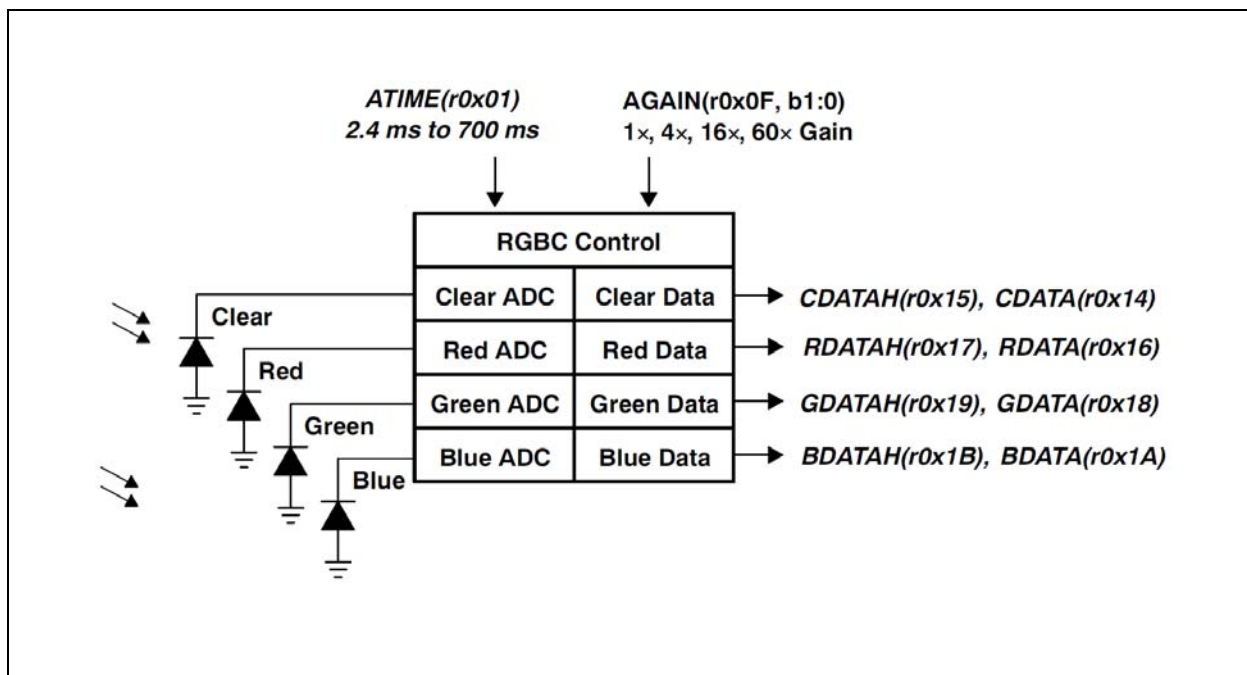 ATIME(r0x01)
2.4 ms to 700 ms
AGAIN(r0x0F, b1:0)
1×, 4×, 16×, 60× Gain
RGBC Control
Clear
Clear ADC
Clear Data
CDATAH(r0x15), CDATA(r0x14)
Red
Red ADC
Red Data
RDATAH(r0x17), RDATA(r0x16)
Green
Green ADC
Green Data
GDATAH(r0x19), GDATA(r0x18)
Blue
Blue ADC
Blue Data
BDATAH(r0x1B), BDATA(r0x1A)